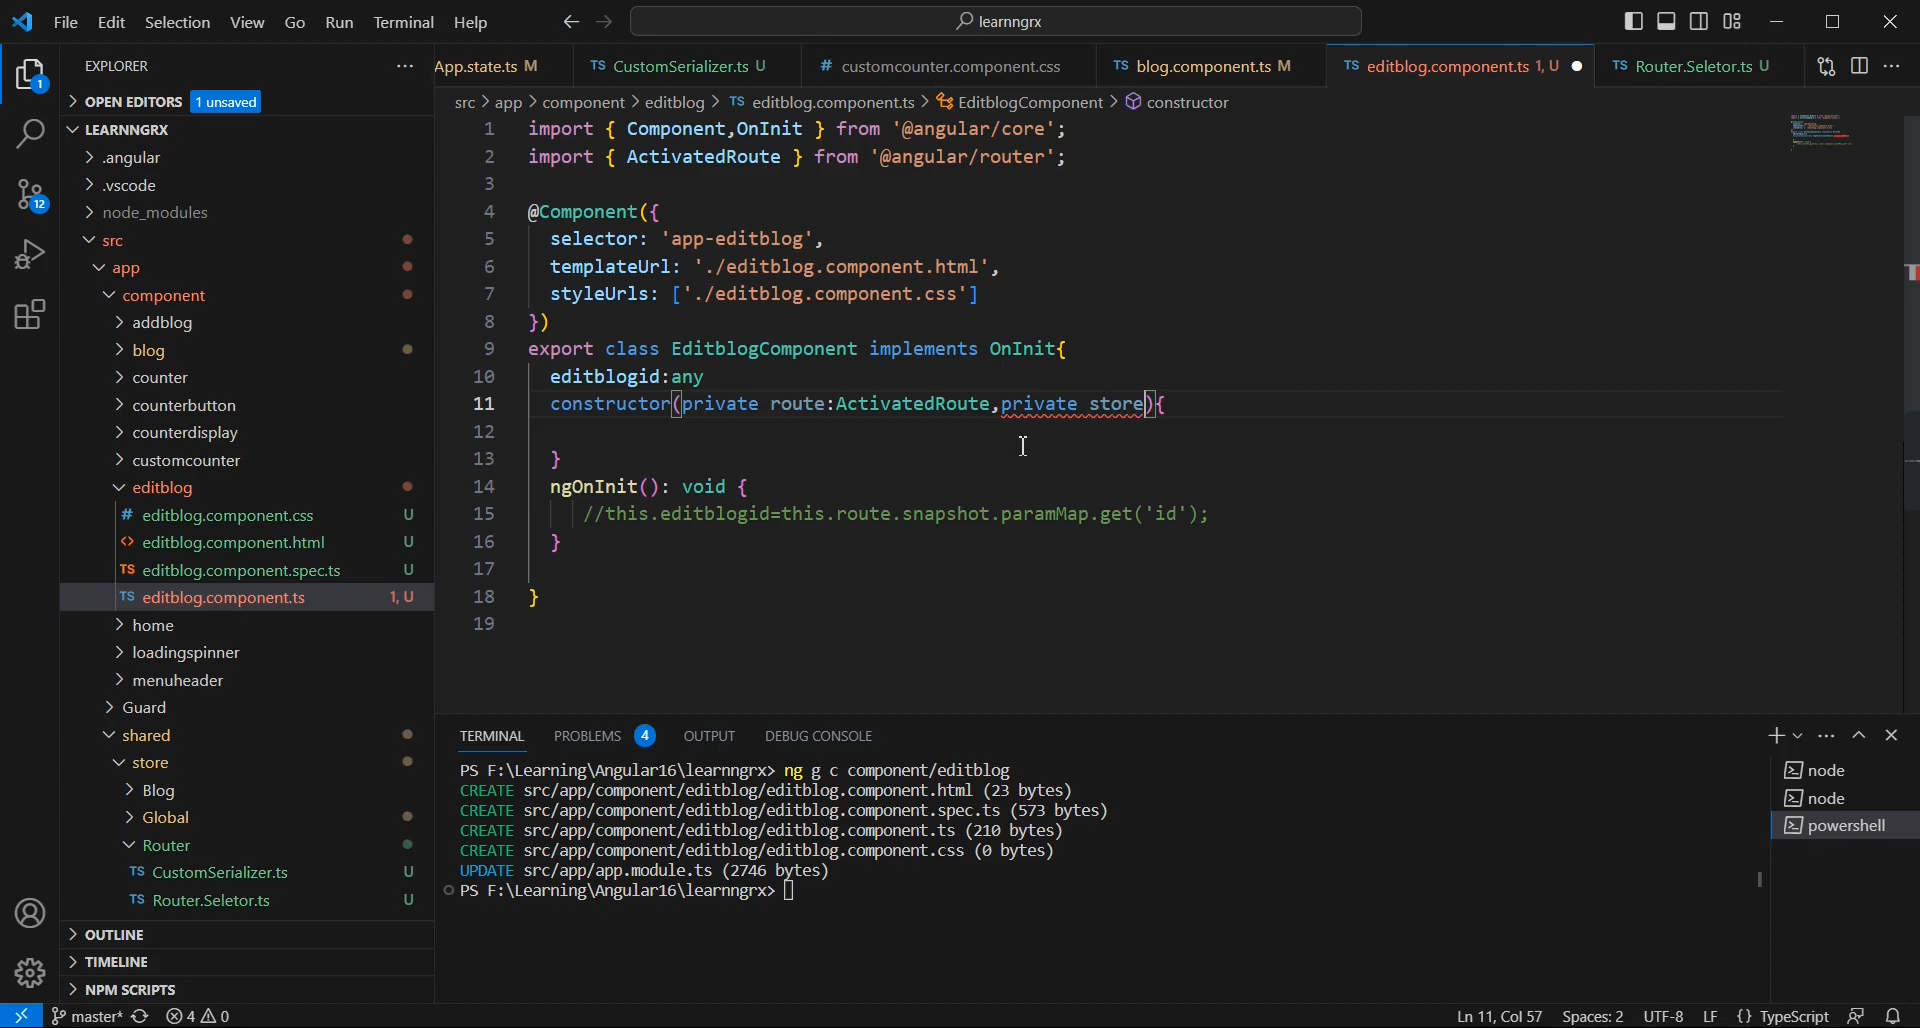 File Edit Selection View Go Run Terminal Help
learnngrx
EXPLORER
App.state.ts M
TS CustomSerializer.ts U
# customcounter.component.css
TS blog.component.ts M
TS editblog.component.ts 1, U
TS Router.Seletor.ts U
OPEN EDITORS 1 unsaved
src > app > component > editblog > TS editblog.component.ts > EditblogComponent > constructor
LEARNNGRX
.angular
.vscode
node_modules
src
app
component
addblog
blog
counter
counterbutton
counterdisplay
customcounter
editblog
# editblog.component.css U
<> editblog.component.html U
TS editblog.component.spec.ts U
TS editblog.component.ts 1, U
home
loadingspinner
menuheader
Guard
shared
store
Blog
Global
Router
TS CustomSerializer.ts U
TS Router.Seletor.ts U
OUTLINE
TIMELINE
NPM SCRIPTS
1
12
1 import { Component,OnInit } from '@angular/core';
2 import { ActivatedRoute } from '@angular/router';
3
4 @Component({
5 selector: 'app-editblog',
6 templateUrl: './editblog.component.html',
7 styleUrls: ['./editblog.component.css']
8 })
9 export class EditblogComponent implements OnInit{
10 editblogid:any
11 constructor(private route:ActivatedRoute,private store){
12
13 }
14 ngOnInit(): void {
15 //this.editblogid=this.route.snapshot.paramMap.get('id');
16 }
17
18 }
19
TERMINAL PROBLEMS 4 OUTPUT DEBUG CONSOLE
PS F:\Learning\Angular16\learnngrx> ng g c component/editblog
CREATE src/app/component/editblog/editblog.component.html (23 bytes)
CREATE src/app/component/editblog/editblog.component.spec.ts (573 bytes)
CREATE src/app/component/editblog/editblog.component.ts (210 bytes)
CREATE src/app/component/editblog/editblog.component.css (0 bytes)
UPDATE src/app/app.module.ts (2746 bytes)
PS F:\Learning\Angular16\learnngrx>
node
node
powershell
master* 4 0
Ln 11, Col 57 Spaces: 2 UTF-8 LF {} TypeScript